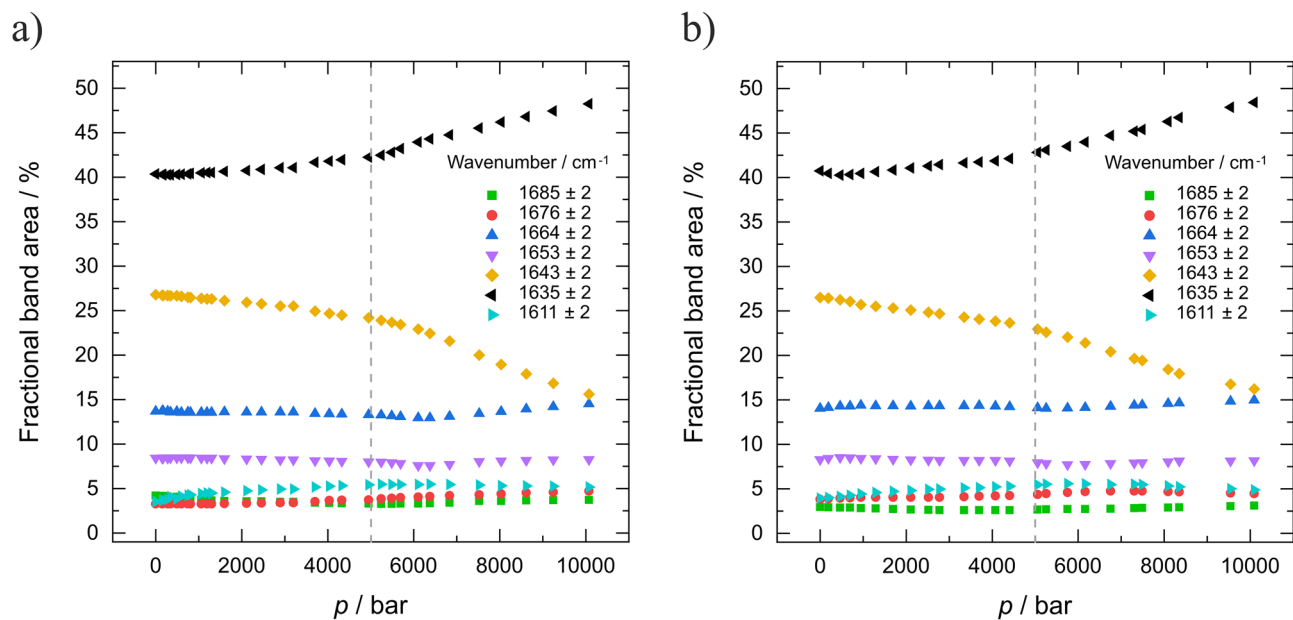 a)
Fractional band area / %
50
45
40
35
30
25
20
15
10
5
0
Wavenumber / cm⁻¹
1685 ± 2
1676 ± 2
1664 ± 2
1653 ± 2
1643 ± 2
1635 ± 2
1611 ± 2
0 2000 4000 6000 8000 10000
p / bar
b)
Fractional band area / %
50
45
40
35
30
25
20
15
10
5
0
Wavenumber / cm⁻¹
1685 ± 2
1676 ± 2
1664 ± 2
1653 ± 2
1643 ± 2
1635 ± 2
1611 ± 2
0 2000 4000 6000 8000 10000
p / bar